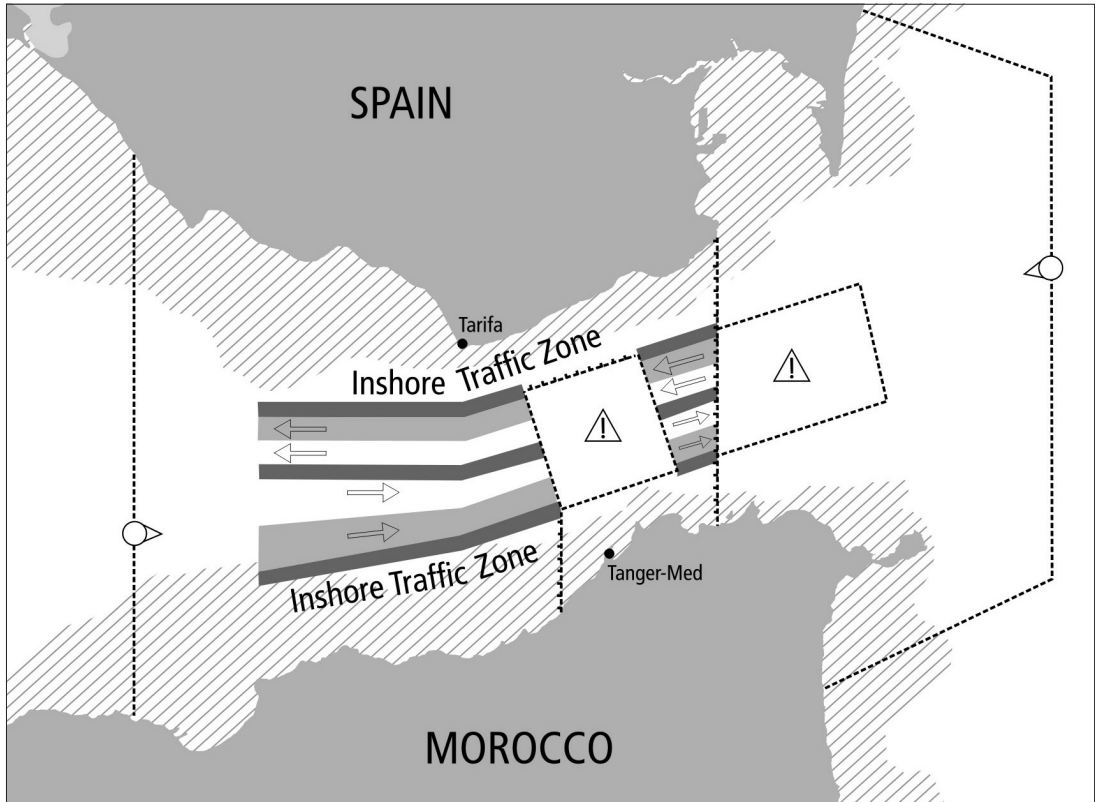 SPAIN
Tarifa
Inshore Traffic Zone
Inshore Traffic Zone
Tanger-Med
MOROCCO